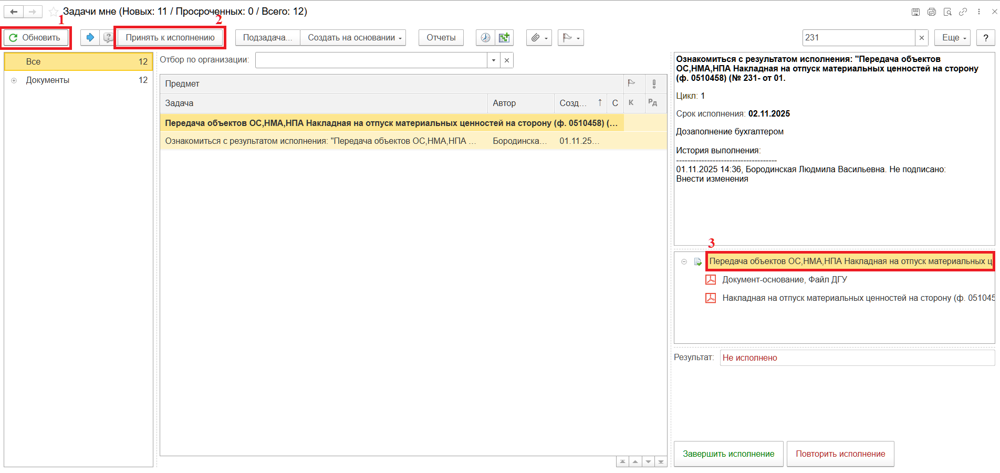 Задачи мне (Новых: 11 / Просроченных: 0 / Всего: 12)
1
2
Обновить
Принять к исполнению
Подзадача...
Создать на основании
Отчеты
231
Еще
?
Все 12
Документы 12
Отбор по организации:
Предмет
Задача Автор Созд... ↑ С К Рд
Передача объектов ОС,НМА,НПА Накладная на отпуск материальных ценностей на сторону (ф. 0510458) (...
Ознакомиться с результатом исполнения: "Передача объектов ОС,НМА,НПА ... Бородинска... 01.11.25...
Ознакомиться с результатом исполнения: "Передача объектов
ОС,НМА,НПА Накладная на отпуск материальных ценностей на сторону
(ф. 0510458) (№ 231- от 01.
Цикл: 1
Срок исполнения: 02.11.2025
Дозаполнение бухгалтером
История выполнения:
------------------------------------
01.11.2025 14:36, Бородинская Людмила Васильевна. Не подписано:
Внести изменения
3
Передача объектов ОС,НМА,НПА Накладная на отпуск материальных ц
Документ-основание, Файл ДГУ
Накладная на отпуск материальных ценностей на сторону (ф. 051045
Результат: Не исполнено
Завершить исполнение
Повторить исполнение